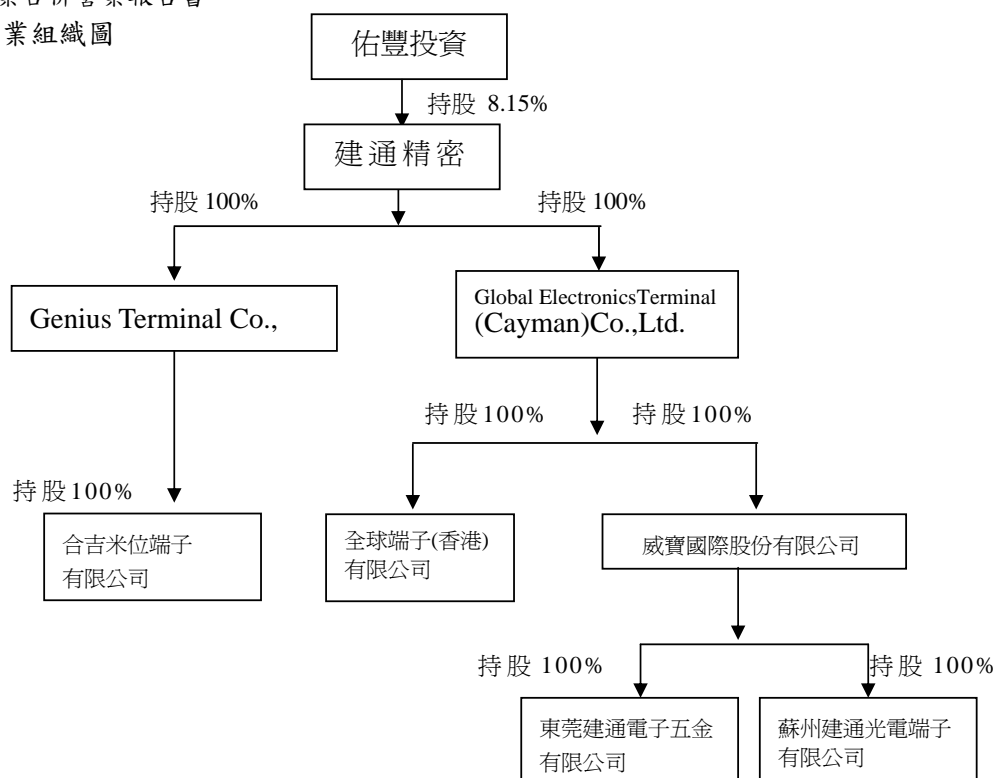 業組織圖
佑豐投資
持股 8.15%
建通精密
持股 100%
持股 100%
Genius Terminal Co.,
Global ElectronicsTerminal
(Cayman)Co.,Ltd.
持股100%
持股100%
持股100%
合吉米位端子
有限公司
全球端子(香港)
有限公司
威寶國際股份有限公司
持股 100%
持股 100%
東莞建通電子五金
有限公司
蘇州建通光電端子
有限公司